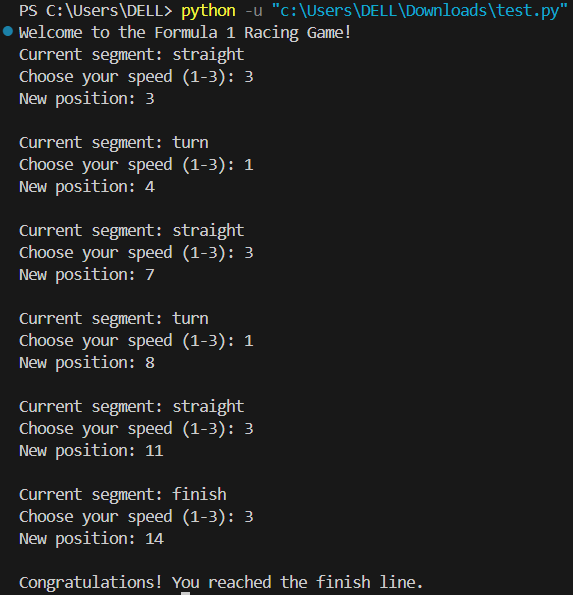 PS C:\Users\DELL> python -u "c:\Users\DELL\Downloads\test.py"
Welcome to the Formula 1 Racing Game!
Current segment: straight
Choose your speed (1-3): 3
New position: 3
Current segment: turn
Choose your speed (1-3): 1
New position: 4
Current segment: straight
Choose your speed (1-3): 3
New position: 7
Current segment: turn
Choose your speed (1-3): 1
New position: 8
Current segment: straight
Choose your speed (1-3): 3
New position: 11
Current segment: finish
Choose your speed (1-3): 3
New position: 14
Congratulations! You reached the finish line.